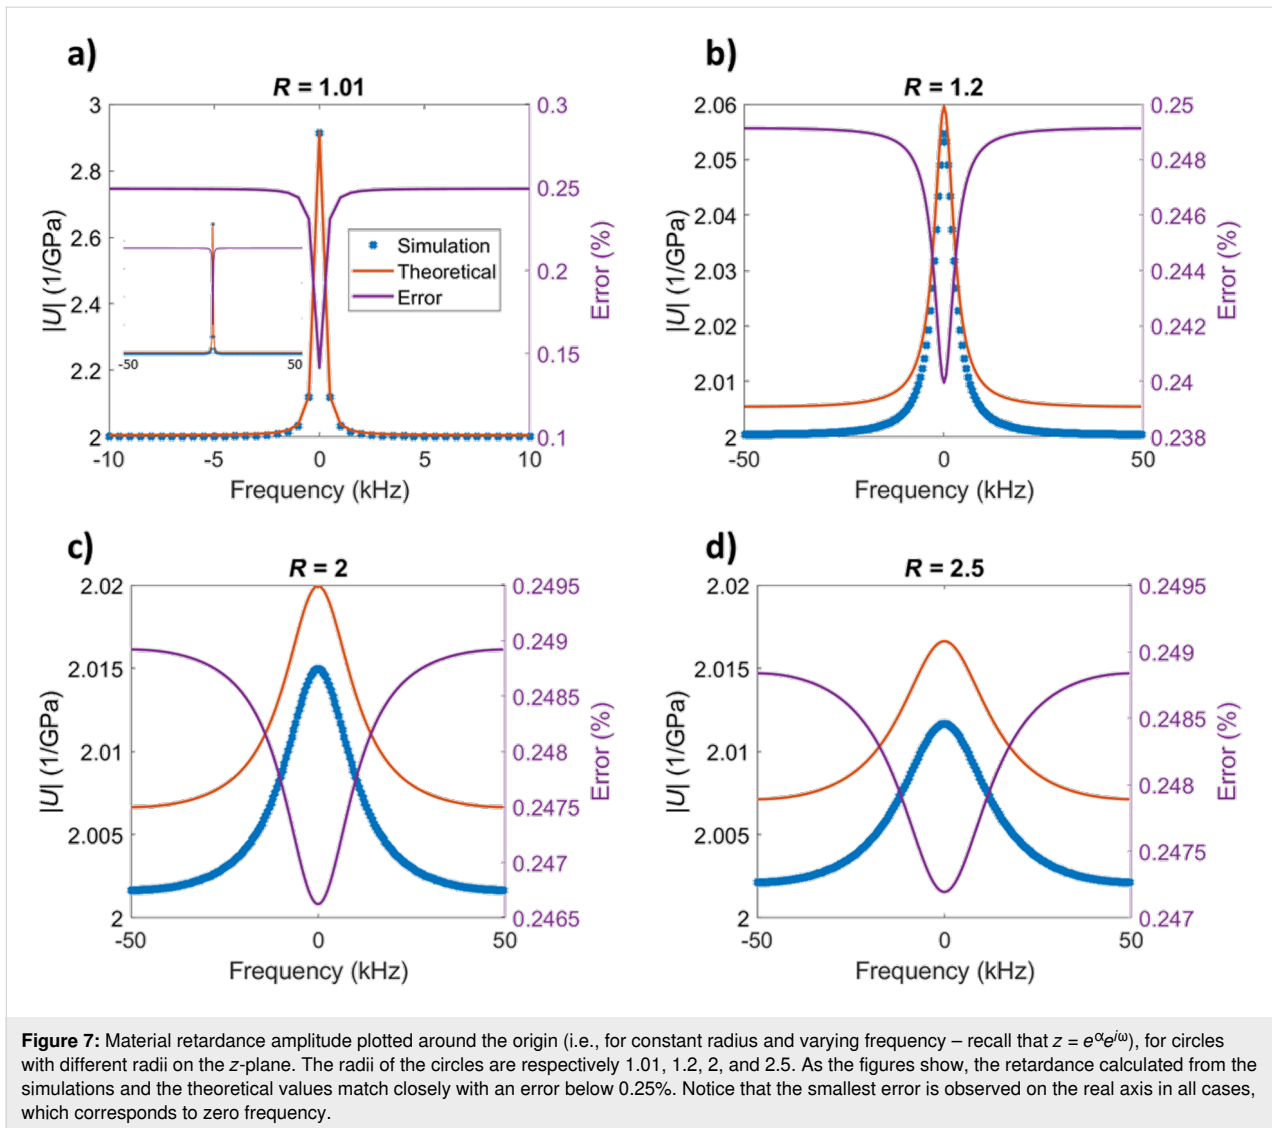 a)
R = 1.01
3
2.8
2.6
2.4
2.2
2
|U| (1/GPa)
0.3
0.25
0.2
0.15
0.1
Error (%)
Simulation
Theoretical
Error
-50
50
-10
-5
0
5
10
Frequency (kHz)
b)
R = 1.2
2.06
2.05
2.04
2.03
2.02
2.01
2
|U| (1/GPa)
0.25
0.248
0.246
0.244
0.242
0.24
0.238
Error (%)
-50
0
50
Frequency (kHz)
c)
R = 2
2.02
2.015
2.01
2.005
2
|U| (1/GPa)
0.2495
0.249
0.2485
0.248
0.2475
0.247
0.2465
Error (%)
-50
0
50
Frequency (kHz)
d)
R = 2.5
2.02
2.015
2.01
2.005
2
|U| (1/GPa)
0.2495
0.249
0.2485
0.248
0.2475
0.247
Error (%)
-50
0
50
Frequency (kHz)
Figure 7: Material retardance amplitude plotted around the origin (i.e., for constant radius and varying frequency – recall that z = e^α e^iω), for circles
with different radii on the z-plane. The radii of the circles are respectively 1.01, 1.2, 2, and 2.5. As the figures show, the retardance calculated from the
simulations and the theoretical values match closely with an error below 0.25%. Notice that the smallest error is observed on the real axis in all cases,
which corresponds to zero frequency.